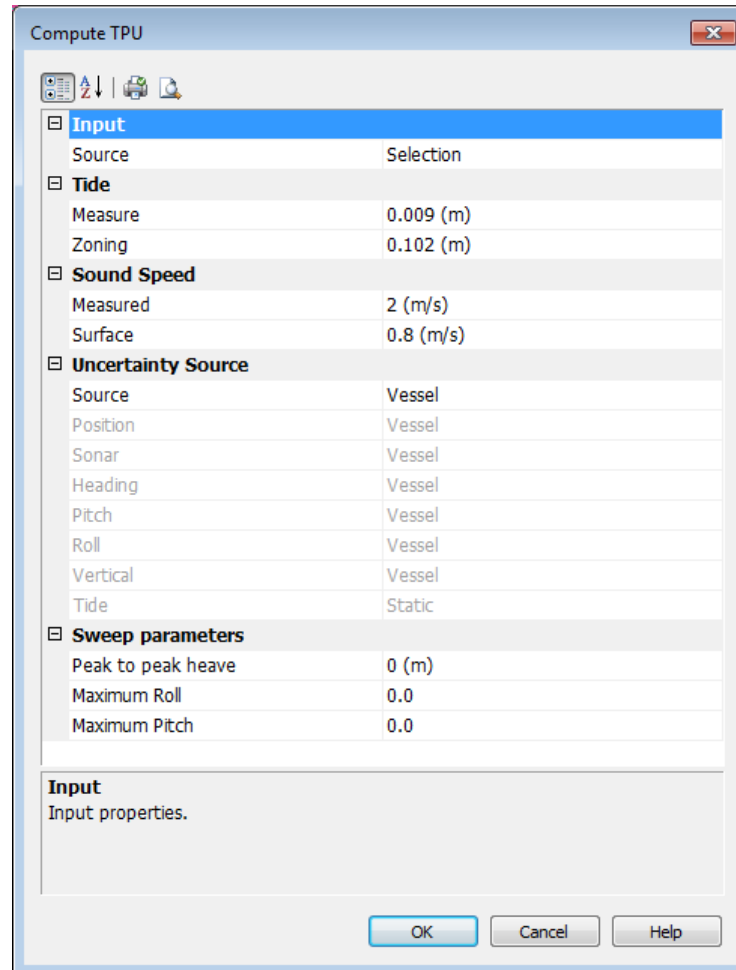 Compute TPU
Input
Source Selection
Tide
Measure 0.009 (m)
Zoning 0.102 (m)
Sound Speed
Measured 2 (m/s)
Surface 0.8 (m/s)
Uncertainty Source
Source Vessel
Position Vessel
Sonar Vessel
Heading Vessel
Pitch Vessel
Roll Vessel
Vertical Vessel
Tide Static
Sweep parameters
Peak to peak heave 0 (m)
Maximum Roll 0.0
Maximum Pitch 0.0
Input
Input properties.
OK Cancel Help